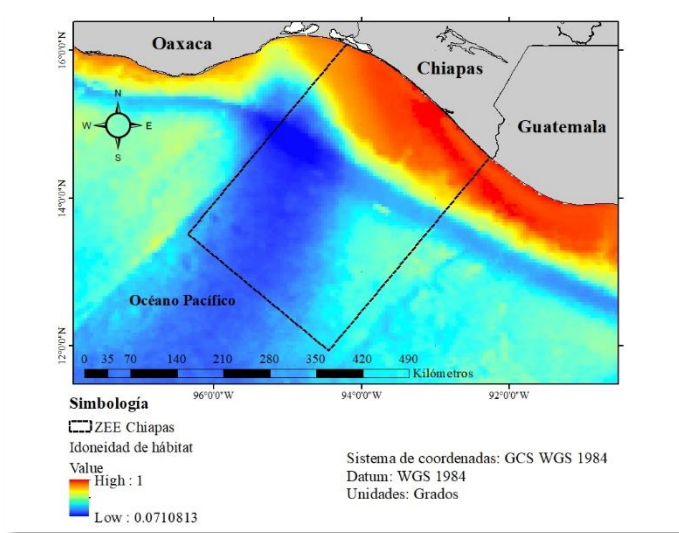 Oaxaca
Chiapas
Guatemala
N
W E
S
16°0'0"N
14°0'0"N
12°0'0"N
Océano Pacífico
0 35 70 140 210 280 350 420 490
Kilómetros
96°0'0"W 94°0'0"W 92°0'0"W
Simbología
ZEE Chiapas
Idoneidad de hábitat
Value
High : 1
Low : 0.0710813
Sistema de coordenadas: GCS WGS 1984
Datum: WGS 1984
Unidades: Grados